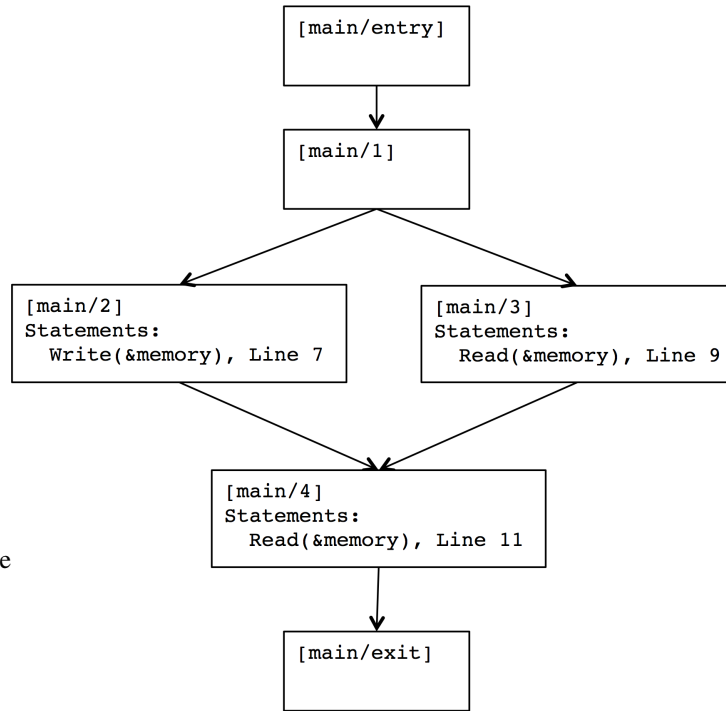 [main/entry]
[main/1]
[main/2]
Statements:
Write(&memory), Line 7
[main/3]
Statements:
Read(&memory), Line 9
[main/4]
Statements:
Read(&memory), Line 11
e
[main/exit]